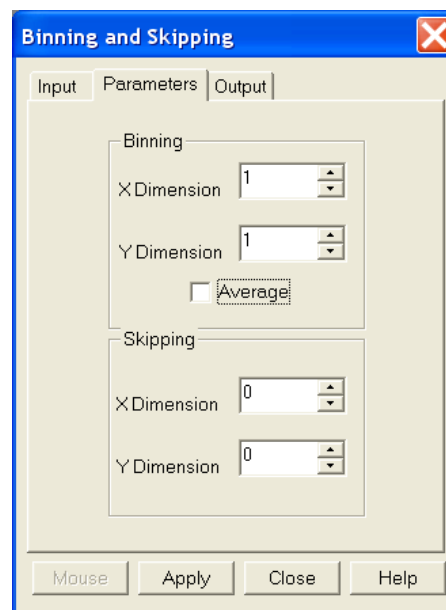 Binning and Skipping
Input Parameters Output
Binning
X Dimension 1
Y Dimension 1
Average
Skipping
X Dimension 0
Y Dimension 0
Mouse Apply Close Help